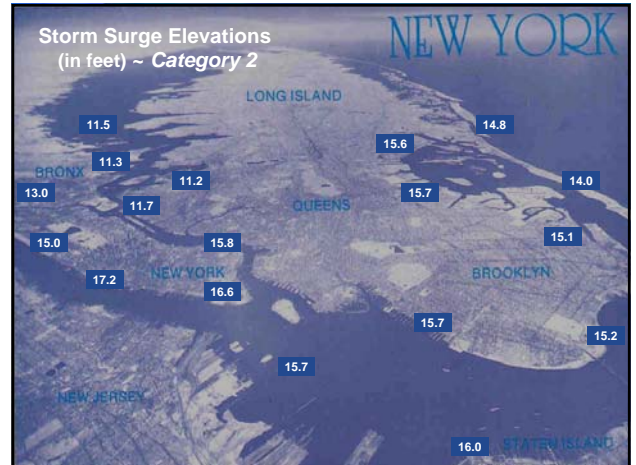 Storm Surge Elevations
(in feet) ~ Category 2
NEW YORK
LONG ISLAND
11.5
14.8
15.6
11.3
BRONX
11.2
14.0
13.0
15.7
11.7
QUEENS
15.1
15.0
15.8
17.2
NEW YORK
BROOKLYN
16.6
15.7
15.2
15.7
NEW JERSEY
16.0
STATEN ISLAND